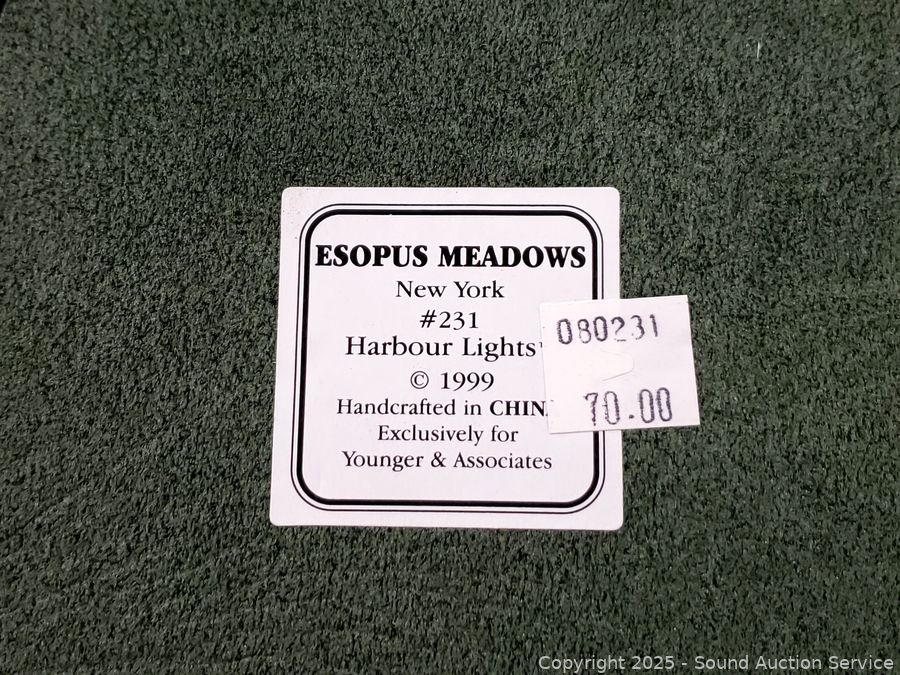 ESOPUS MEADOWS
New York
#231
Harbour Lights
© 1999
Handcrafted in CHIN
Exclusively for
Younger & Associates
080231
70.00
Copyright 2025 - Sound Auction Service